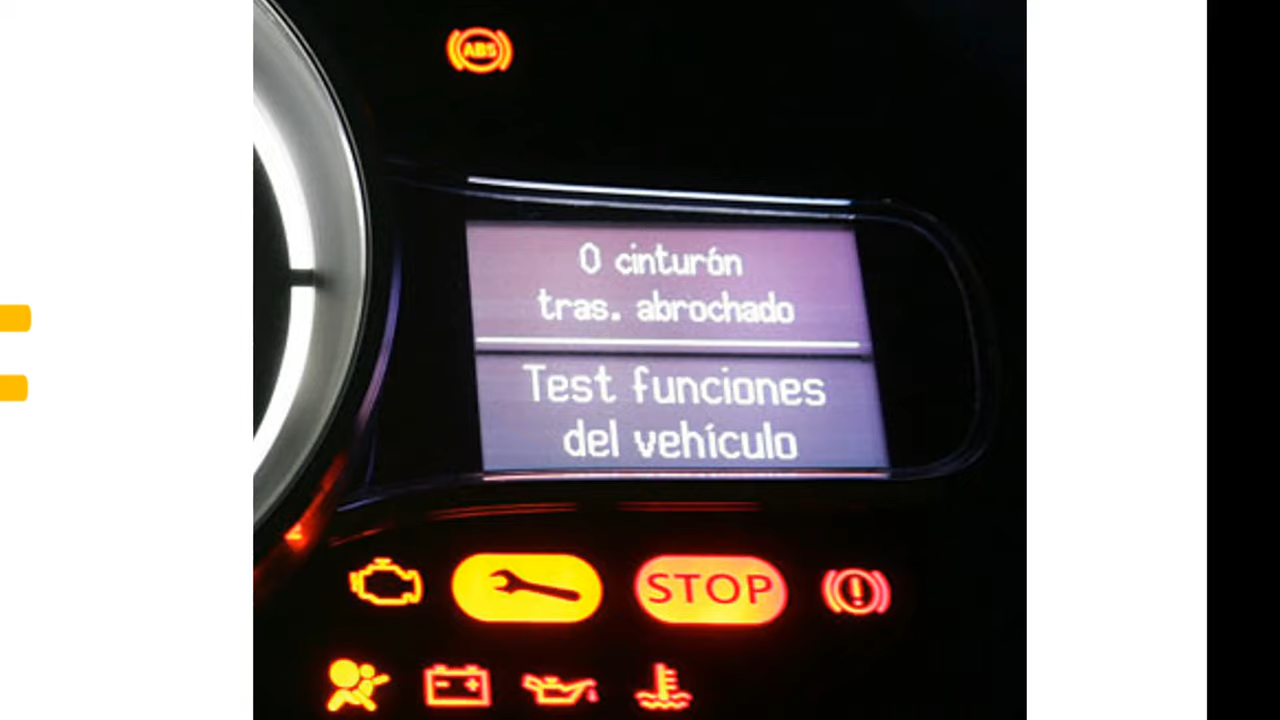 ABS
0 cinturón
tras. abrochado
Test funciones
del vehículo
STOP